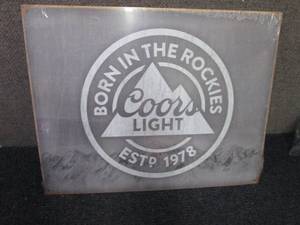 BORN IN THE ROCKIES
Coors
LIGHT
ESTD 1978